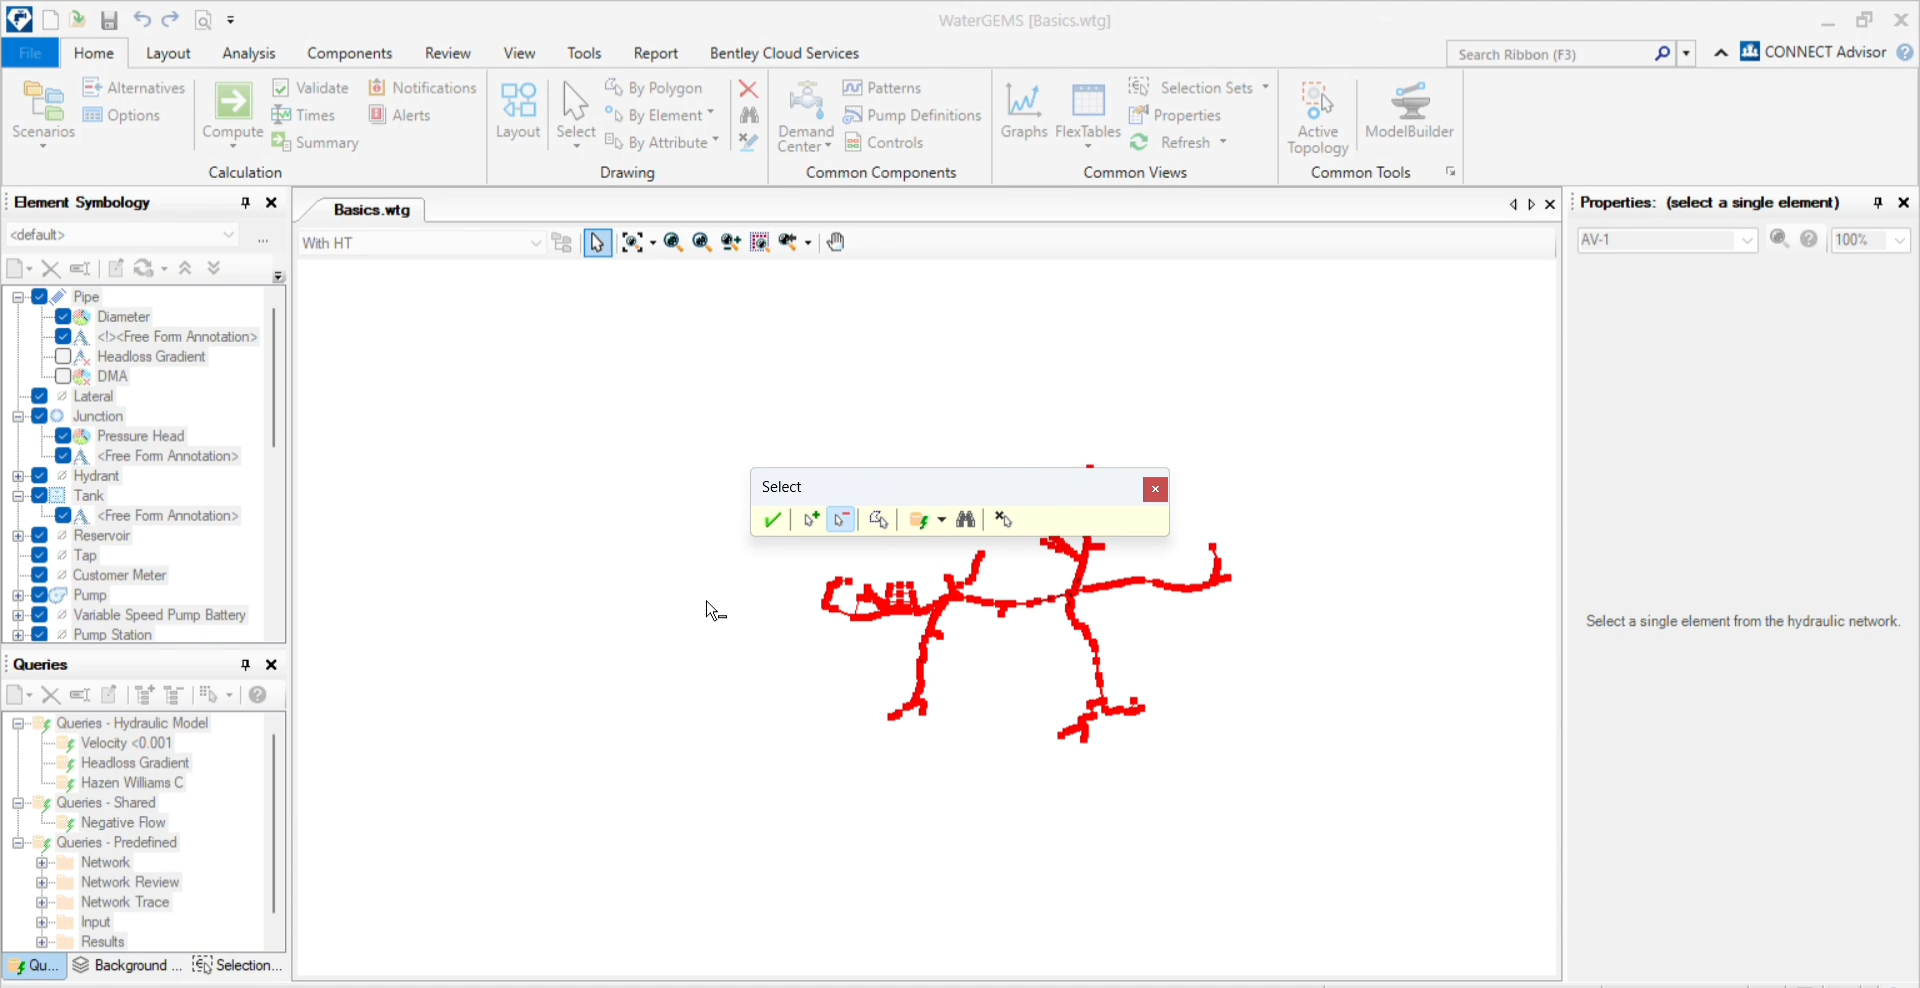 WaterGEMS [Basics.wtg]
File Home Layout Analysis Components Review View Tools Report Bentley Cloud Services Search Ribbon (F3) CONNECT Advisor
Scenarios Alternatives Options Compute Validate Times Summary Notifications Alerts
Calculation
Layout Select By Polygon By Element By Attribute
Drawing
Demand Center Patterns Pump Definitions Controls
Common Components
Graphs FlexTables Selection Sets Properties Refresh
Common Views
Active Topology ModelBuilder
Common Tools
Element Symbology
<default>
...
Pipe
Diameter
<!><Free Form Annotation>
Headloss Gradient
DMA
Lateral
Junction
Pressure Head
<Free Form Annotation>
Hydrant
Tank
<Free Form Annotation>
Reservoir
Tap
Customer Meter
Pump
Variable Speed Pump Battery
Pump Station
Queries
Queries - Hydraulic Model
Velocity <0.001
Headloss Gradient
Hazen Williams C
Queries - Shared
Negative Flow
Queries - Predefined
Network
Network Review
Network Trace
Input
Results
Qu... Background ... Selection...
Basics.wtg
With HT
Select
Properties: (select a single element)
AV-1 100%
Select a single element from the hydraulic network.